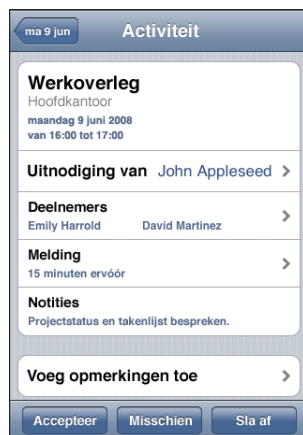 ma 9 jun Activiteit
Werkoverleg
Hoofdkantoor
maandag 9 juni 2008
van 16:00 tot 17:00
Uitnodiging van John Appleseed
Deelnemers
Emily Harrold David Martinez
Melding
15 minuten ervóór
Notities
Projectstatus en takenlijst bespreken.
Voeg opmerkingen toe
Accepteer Misschien Sla af